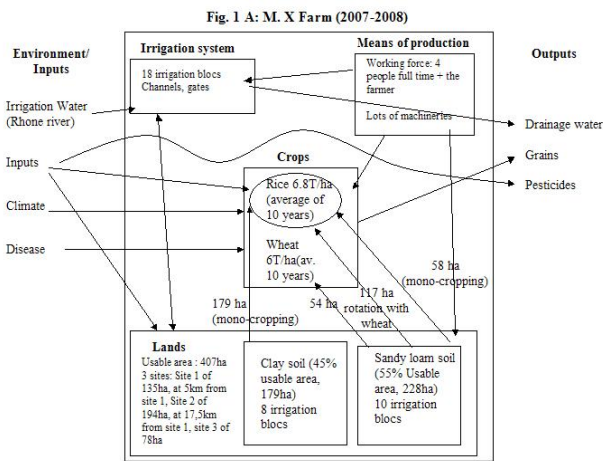 Fig. 1 A: M. X Farm (2007-2008)
Environment/
Inputs
Irrigation system
Means of production
Outputs
18 irrigation blocs
Channels, gates
Working force: 4
people full time + the
farmer
Lots of machineries
Irrigation Water
(Rhone river)
Drainage water
Inputs
Crops
Grains
Pesticides
Rice 6.8T/ha
(average of
10 years)
Climate
Disease
Wheat
6T/ha(av.
10 years)
58 ha
(mono-cropping)
179 ha
(mono-cropping)
54 ha
117 ha
rotation with
wheat
Lands
Usable area : 407ha
3 sites: Site 1 of
135ha, at 5km from
site 1, Site 2 of
194ha, at 17,5km
from site 1, site 3 of
78ha
Clay soil (45%
usable area,
179ha)
8 irrigation
blocs
Sandy loam soil
(55% Usable
area, 228ha)
10 irrigation
blocs